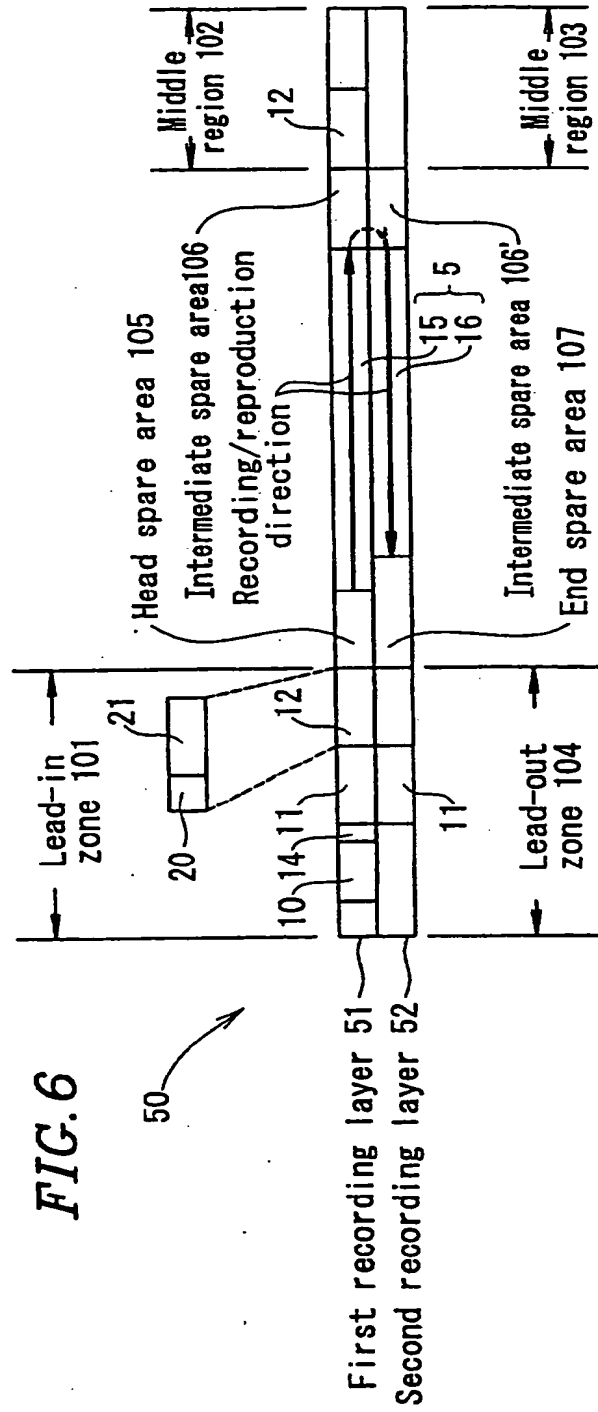 FIG. 6
50
Lead-in
zone 101
20
21
10
14
11
12
Head spare area 105
Intermediate spare area106
Recording/reproduction
direction
12
Middle
region 102
First recording layer 51
Second recording layer 52
15
16
5
11
Lead-out
zone 104
Intermediate spare area 106'
End spare area 107
Middle
region 103